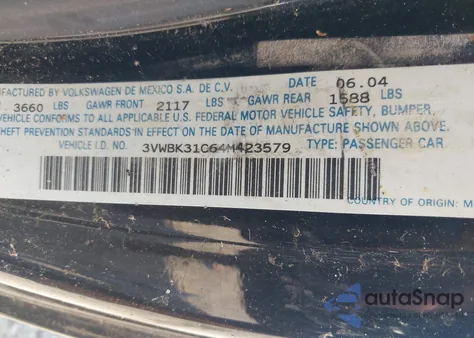 FACTURED BY VOLKSWAGEN DE MEXICO S.A. DE C.V. DATE 06.04
3660 LBS GAWR FRONT 2117 LBS GAWR REAR 1588 LBS
VEHICLE CONFORMS TO ALL APPLICABLE U.S. FEDERAL MOTOR VEHICLE SAFETY, BUMPER,
THEFT PREVENTION STANDARDS IN EFFECT ON THE DATE OF MANUFACTURE SHOWN ABOVE.
VEHICLE I.D. NO. 3VWBK31C64M423579 TYPE: PASSENGER CAR
COUNTRY OF ORIGIN: M
autoSnap